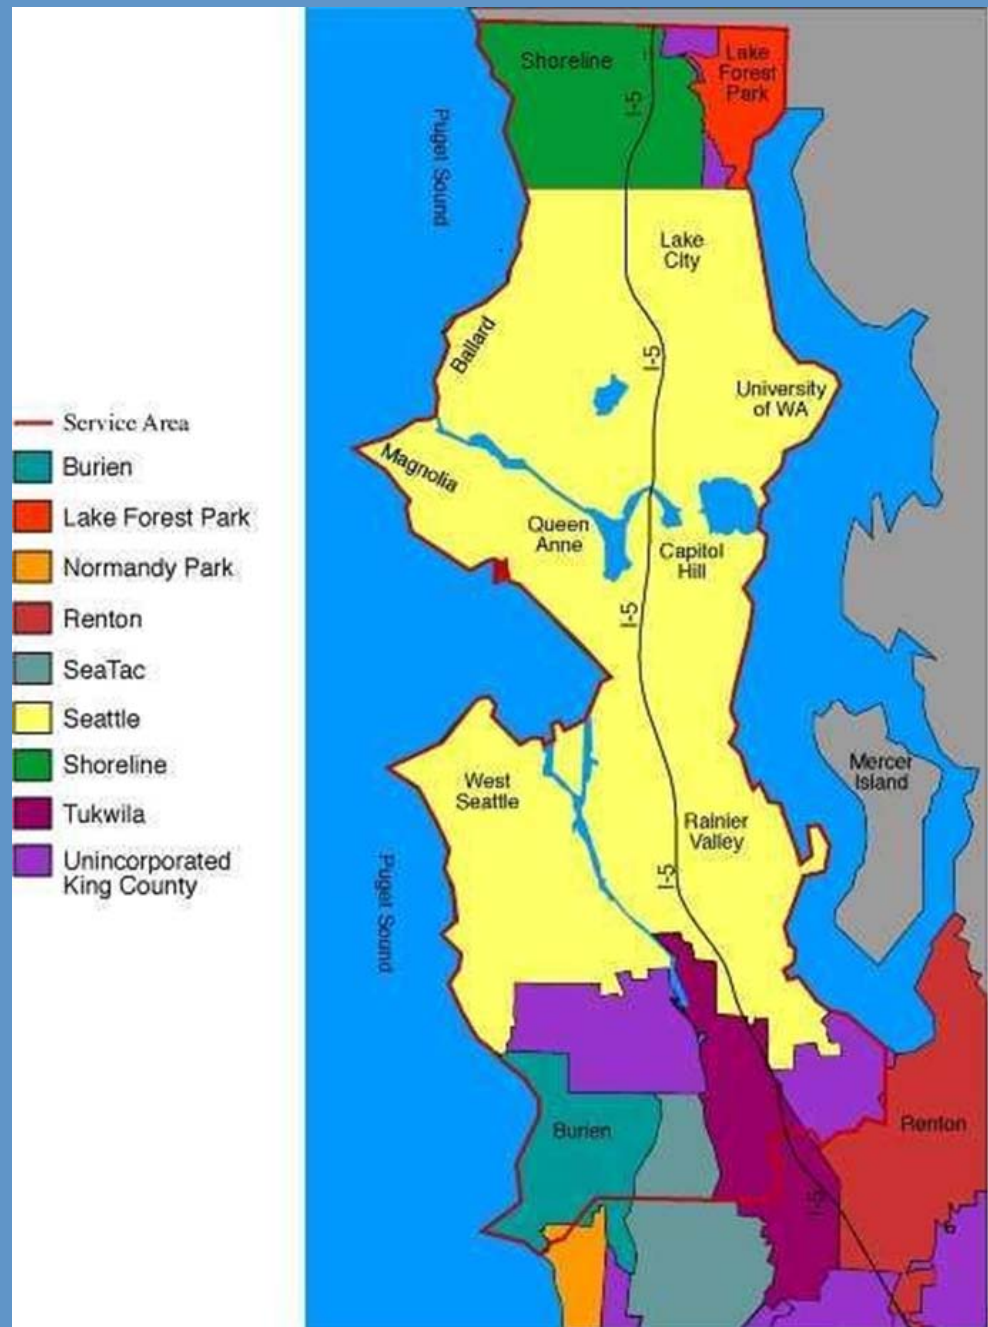 Service Area
Burien
Lake Forest Park
Normandy Park
Renton
SeaTac
Seattle
Shoreline
Tukwila
Unincorporated
King County
Shoreline
Lake
Forest
Park
I-5
Puget Sound
Lake
City
Ballard
I-5
University
of WA
Magnolia
Queen
Anne
Capitol
Hill
I-5
West
Seattle
Mercer
Island
Rainier
Valley
I-5
Puget Sound
Burien
Renton
I-5